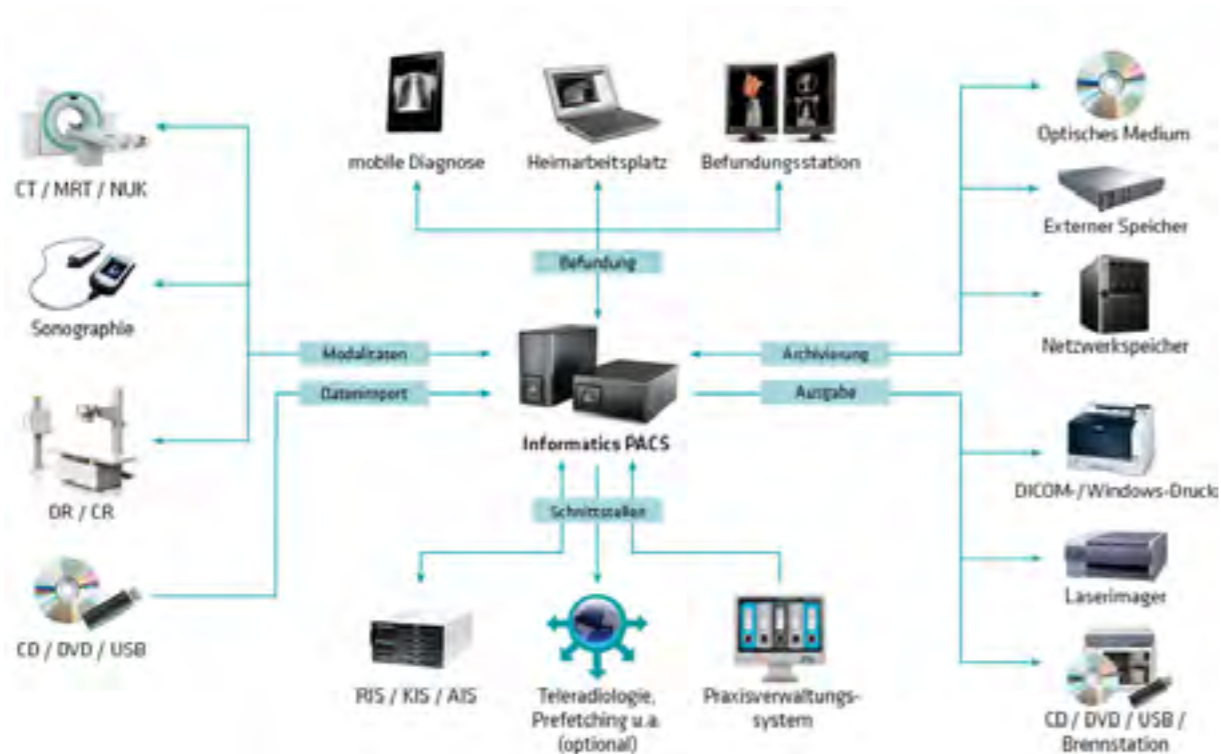 mobile Diagnose
Heimarbeitsplatz
Befundungsstation
Optisches Medium
CT / MRT / NUK
Externer Speicher
Befundung
Sonographie
Netzwerkspeicher
Modalitäten
Archivierung
Datenimport
Ausgabe
Informatics PACS
DICOM-/Windows-Druck
DR / CR
Schnittstellen
Laserimager
CD / DVD / USB
RIS / KIS / AIS
Teleradiologie,
Prefetching u.a.
(optional)
Praxisverwaltungs-
system
CD / DVD / USB /
Brennstation